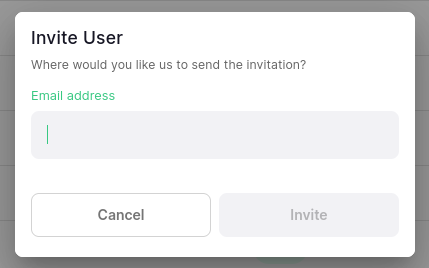 Invite User
Where would you like us to send the invitation?
Email address
Cancel
Invite